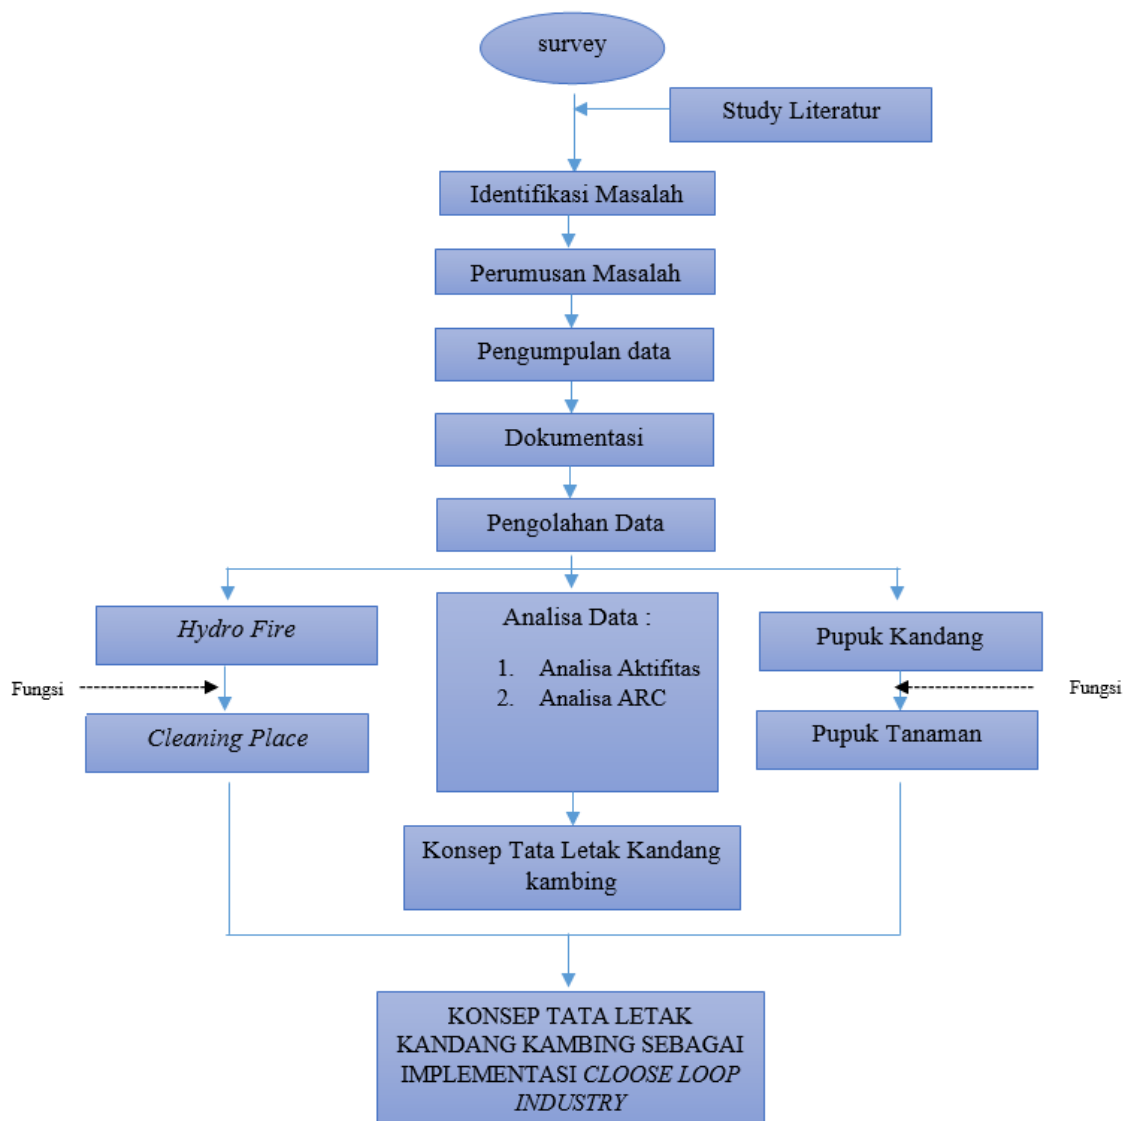 survey
Study Literatur
Identifikasi Masalah
Perumusan Masalah
Pengumpulan data
Dokumentasi
Pengolahan Data
Hydro Fire
Analisa Data :
1. Analisa Aktifitas
2. Analisa ARC
Pupuk Kandang
Fungsi
Fungsi
Cleaning Place
Pupuk Tanaman
Konsep Tata Letak Kandang
kambing
KONSEP TATA LETAK
KANDANG KAMBING SEBAGAI
IMPLEMENTASI CLOOSE LOOP
INDUSTRY